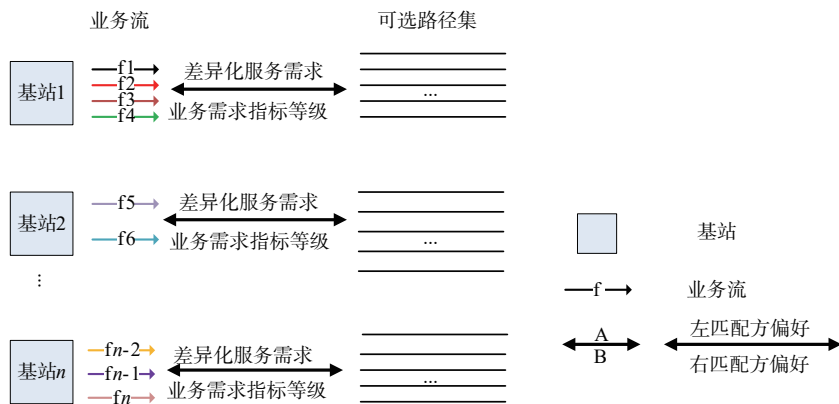 业务流
可选路径集
基站1
f1
f2
f3
f4
差异化服务需求
业务需求指标等级
...
基站2
f5
f6
差异化服务需求
业务需求指标等级
...
...
基站n
fn-2
fn-1
fn
差异化服务需求
业务需求指标等级
...
基站
f
业务流
A
B
左匹配方偏好
右匹配方偏好